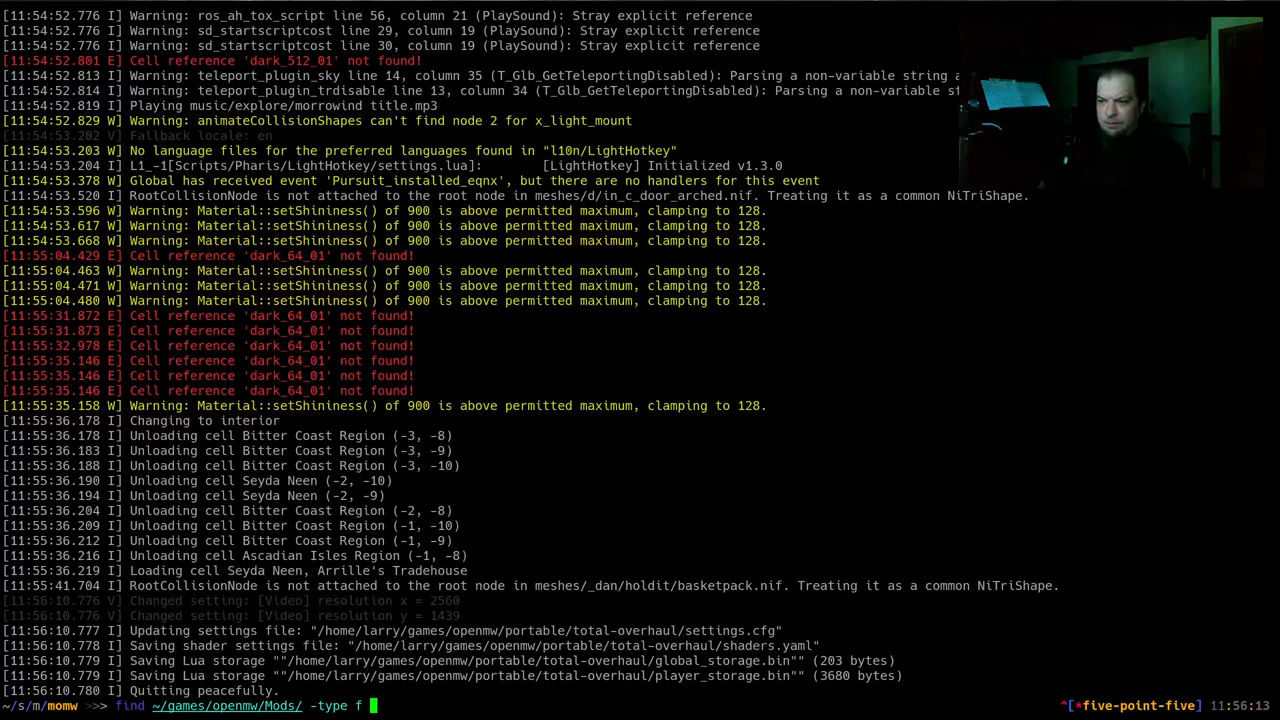 [11:54:52.776 I] Warning: ros_ah_tox_script line 56, column 21 (PlaySound): Stray explicit reference
[11:54:52.776 I] Warning: sd_startscriptcost line 29, column 19 (PlaySound): Stray explicit reference
[11:54:52.776 I] Warning: sd_startscriptcost line 30, column 19 (PlaySound): Stray explicit reference
[11:54:52.801 E] Cell reference 'dark_512_01' not found!
[11:54:52.813 I] Warning: teleport_plugin_sky line 14, column 35 (T_Glb_GetTeleportingDisabled): Parsing a non-variable string a
[11:54:52.814 I] Warning: teleport_plugin_trdisable line 13, column 34 (T_Glb_GetTeleportingDisabled): Parsing a non-variable st
[11:54:52.819 I] Playing music/explore/morrowind title.mp3
[11:54:52.829 W] Warning: animateCollisionShapes can't find node 2 for x_light_mount
[11:54:53.202 V] Fallback locale: en
[11:54:53.203 W] No language files for the preferred languages found in "l10n/LightHotkey"
[11:54:53.204 I] L1_-1[Scripts/Pharis/LightHotkey/settings.lua]:        [LightHotkey] Initialized v1.3.0
[11:54:53.378 W] Global has received event 'Pursuit_installed_eqnx', but there are no handlers for this event
[11:54:53.520 I] RootCollisionNode is not attached to the root node in meshes/d/in_c_door_arched.nif. Treating it as a common NiTriShape.
[11:54:53.596 W] Warning: Material::setShininess() of 900 is above permitted maximum, clamping to 128.
[11:54:53.617 W] Warning: Material::setShininess() of 900 is above permitted maximum, clamping to 128.
[11:54:53.668 W] Warning: Material::setShininess() of 900 is above permitted maximum, clamping to 128.
[11:55:04.429 E] Cell reference 'dark_64_01' not found!
[11:55:04.463 W] Warning: Material::setShininess() of 900 is above permitted maximum, clamping to 128.
[11:55:04.471 W] Warning: Material::setShininess() of 900 is above permitted maximum, clamping to 128.
[11:55:04.480 W] Warning: Material::setShininess() of 900 is above permitted maximum, clamping to 128.
[11:55:31.872 E] Cell reference 'dark_64_01' not found!
[11:55:31.873 E] Cell reference 'dark_64_01' not found!
[11:55:32.978 E] Cell reference 'dark_64_01' not found!
[11:55:35.146 E] Cell reference 'dark_64_01' not found!
[11:55:35.146 E] Cell reference 'dark_64_01' not found!
[11:55:35.146 E] Cell reference 'dark_64_01' not found!
[11:55:35.158 W] Warning: Material::setShininess() of 900 is above permitted maximum, clamping to 128.
[11:55:36.178 I] Changing to interior
[11:55:36.178 I] Unloading cell Bitter Coast Region (-3, -8)
[11:55:36.183 I] Unloading cell Bitter Coast Region (-3, -9)
[11:55:36.188 I] Unloading cell Bitter Coast Region (-3, -10)
[11:55:36.190 I] Unloading cell Seyda Neen (-2, -10)
[11:55:36.194 I] Unloading cell Seyda Neen (-2, -9)
[11:55:36.204 I] Unloading cell Bitter Coast Region (-2, -8)
[11:55:36.209 I] Unloading cell Bitter Coast Region (-1, -10)
[11:55:36.212 I] Unloading cell Bitter Coast Region (-1, -9)
[11:55:36.216 I] Unloading cell Ascadian Isles Region (-1, -8)
[11:55:36.219 I] Loading cell Seyda Neen, Arrille's Tradehouse
[11:55:41.704 I] RootCollisionNode is not attached to the root node in meshes/_dan/holdit/basketpack.nif. Treating it as a common NiTriShape.
[11:56:10.776 V] Changed setting: [Video] resolution x = 2560
[11:56:10.776 V] Changed setting: [Video] resolution y = 1439
[11:56:10.777 I] Updating settings file: "/home/larry/games/openmw/portable/total-overhaul/settings.cfg"
[11:56:10.778 I] Saving shader settings file: "/home/larry/games/openmw/portable/total-overhaul/shaders.yaml"
[11:56:10.779 I] Saving Lua storage ""/home/larry/games/openmw/portable/total-overhaul/global_storage.bin"" (203 bytes)
[11:56:10.779 I] Saving Lua storage ""/home/larry/games/openmw/portable/total-overhaul/player_storage.bin"" (3680 bytes)
[11:56:10.780 I] Quitting peacefully.
~/s/m/momw >>> find ~/games/openmw/Mods/ -type f ^[*five-point-five] 11:56:13